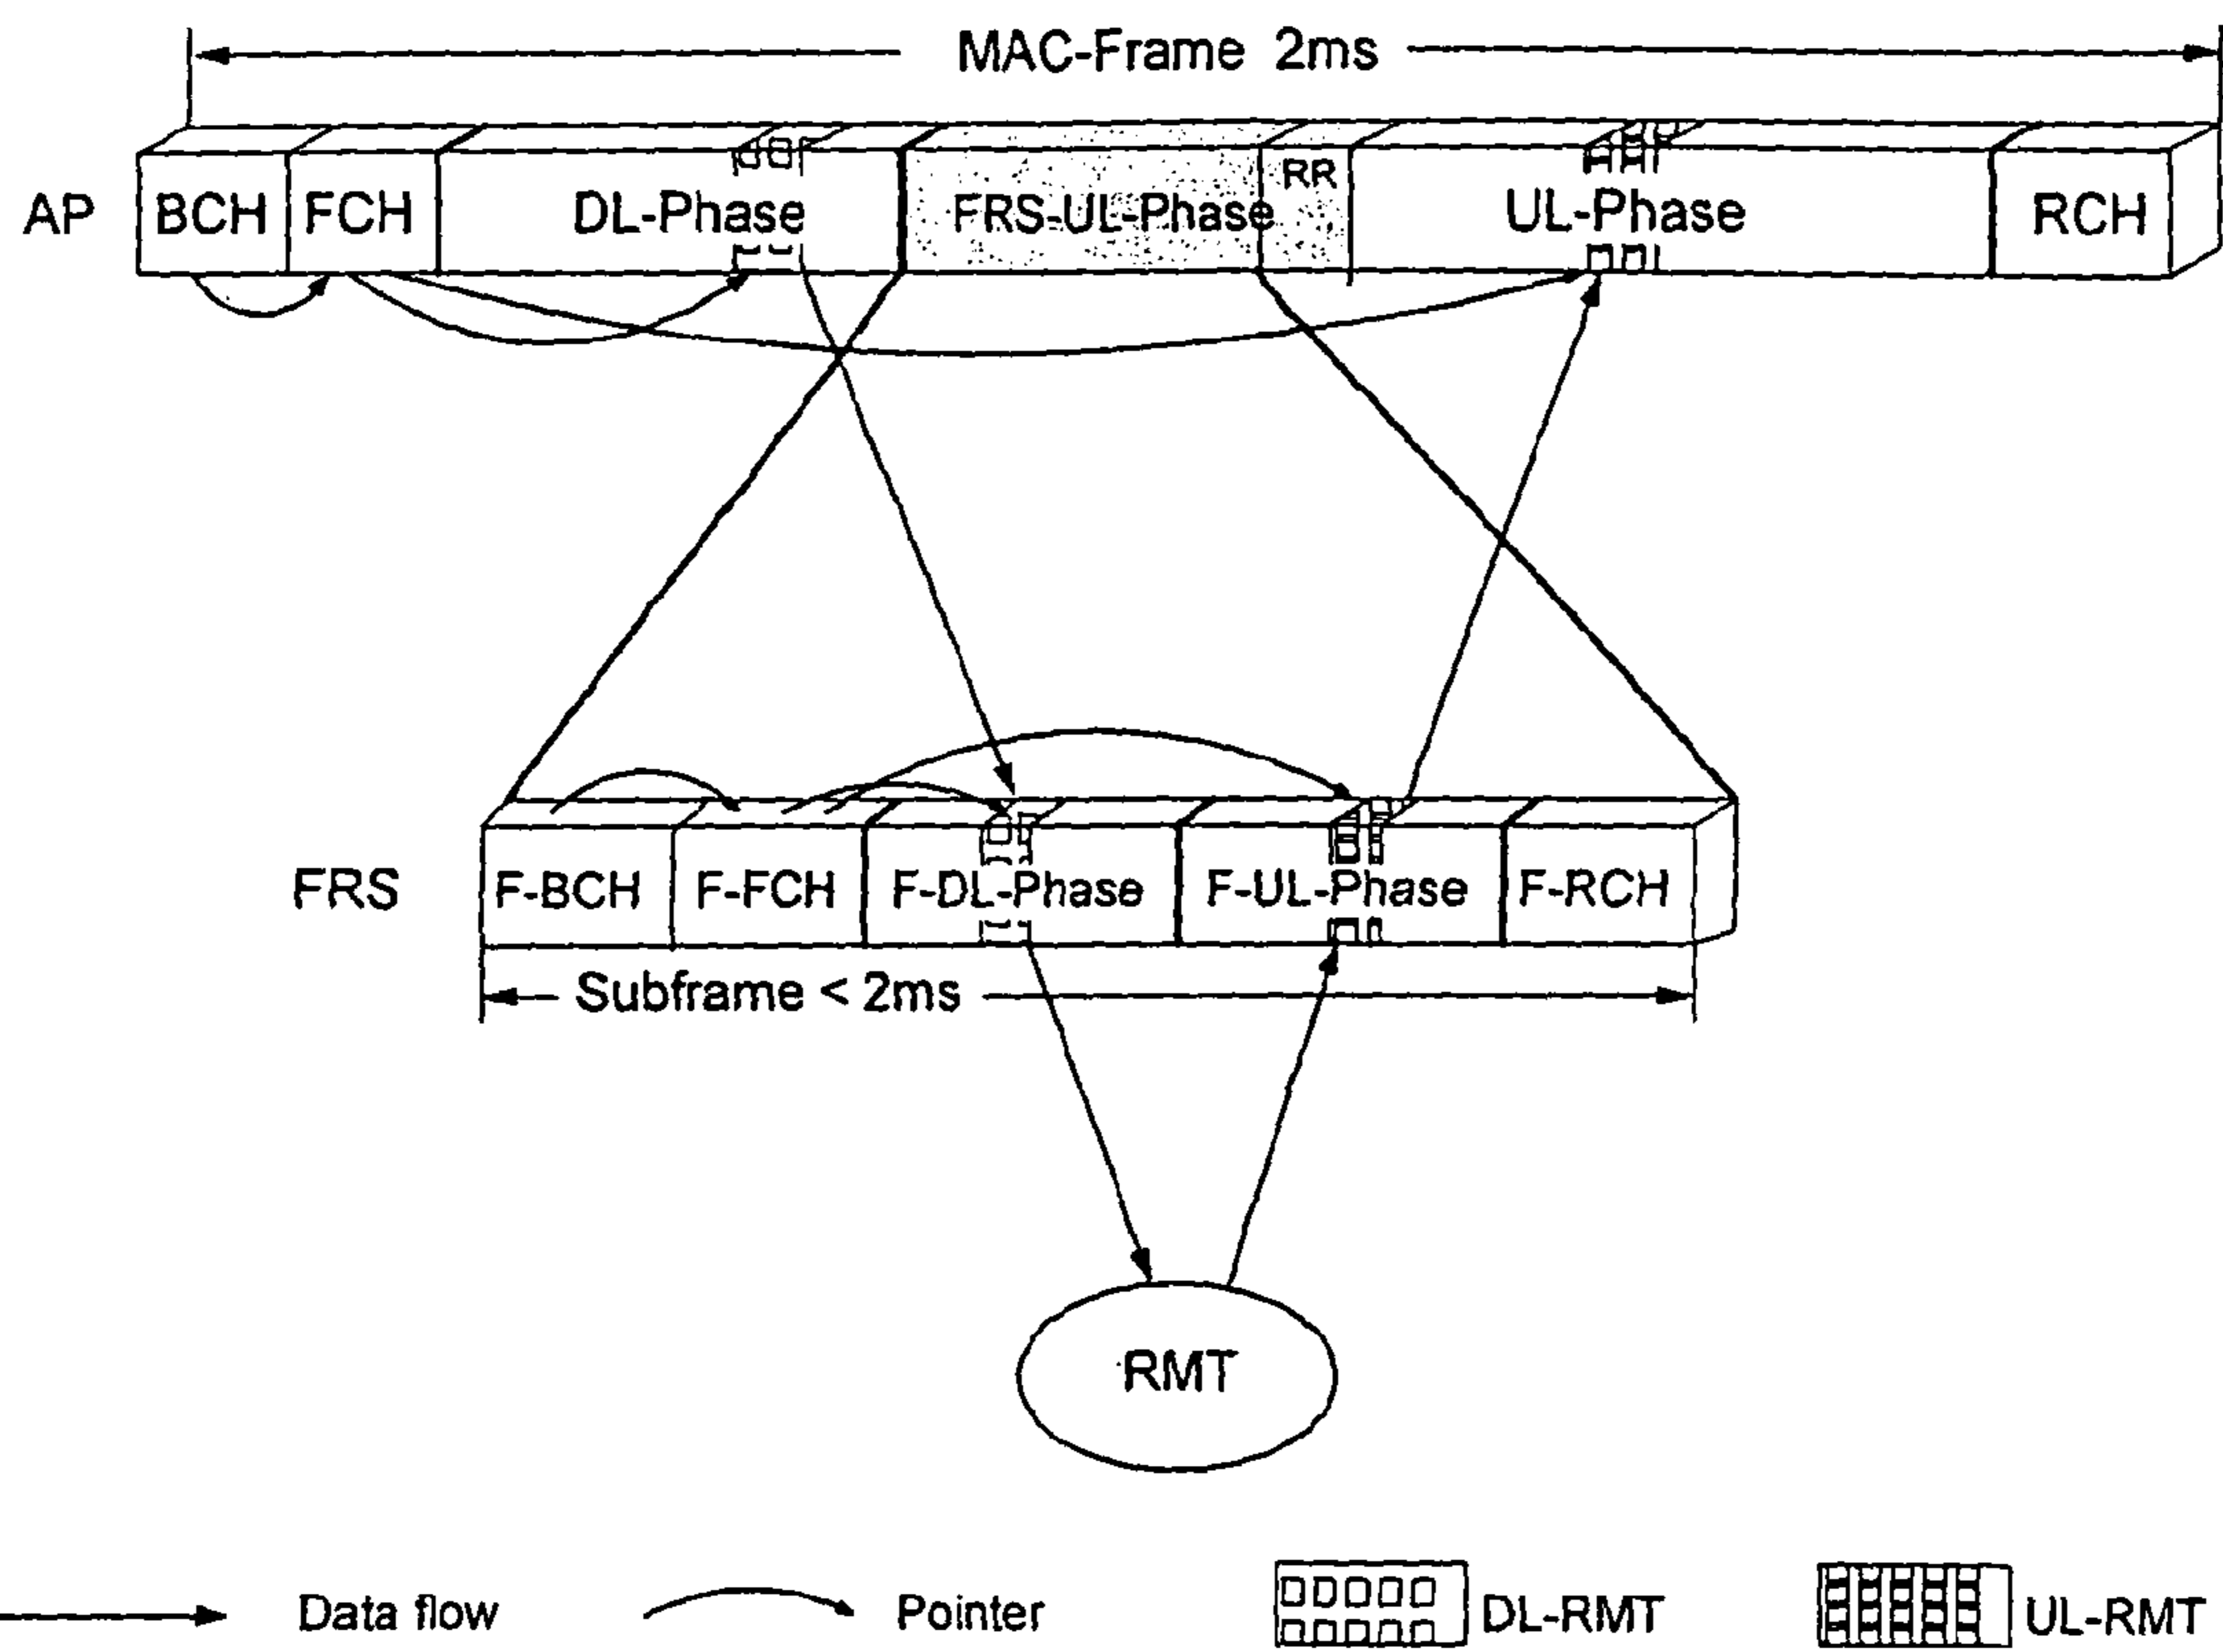 MAC-Frame 2ms
AP
BCH
FCH
DL-Phase
FRS-UL-Phase
RR
UL-Phase
RCH
FRS
F-BCH
F-FCH
F-DL-Phase
F-UL-Phase
F-RCH
Subframe < 2ms
RMT
Data flow
Pointer
DL-RMT
UL-RMT